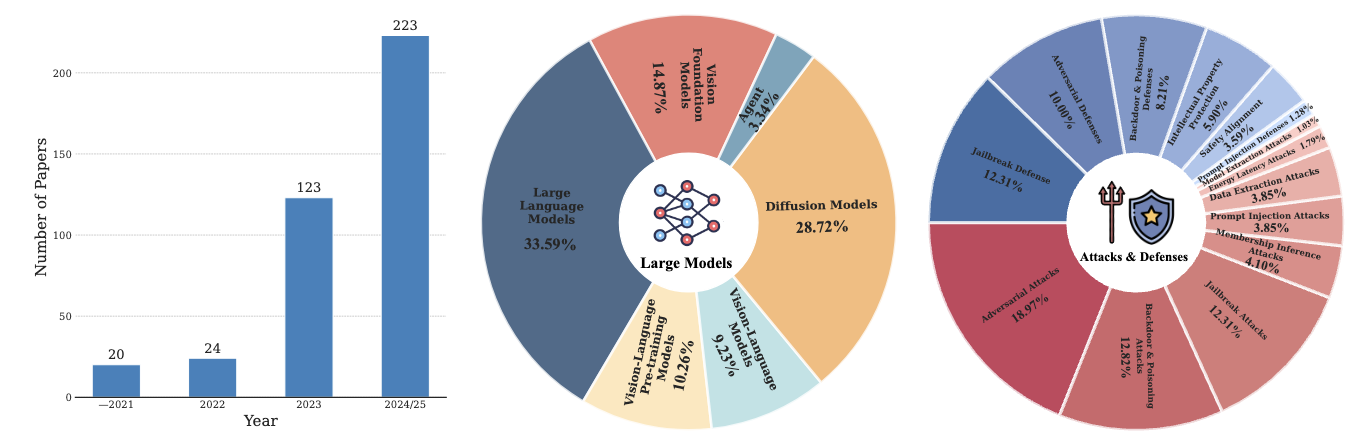 223
200
150
123
100
50
24
20
0
—2021
2022
2023
2024/25
Number of Papers
Year
Vision
Foundation
Models
14.87%
Agent
3.34%
Diffusion Models
28.72%
Vision-Language
Models
9.23%
Vision-Language
Pre-training
Models
10.26%
Large
Language
Models
33.59%
Large Models
Adversarial Defenses
10.00%
Backdoor & Poisoning
Defenses
8.21%
Intellectual Property
Protection
5.90%
Safety Alignment
3.59%
Prompt Injection Defenses 1.28%
Model Extraction Attacks 1.03%
Energy Latency Attacks 1.79%
Data Extraction Attacks
3.85%
Prompt Injection Attacks
3.85%
Membership Inference
Attacks
4.10%
Jailbreak Attacks
12.31%
Backdoor & Poisoning
Attacks
12.82%
Adversarial Attacks
18.97%
Jailbreak Defense
12.31%
Attacks & Defenses